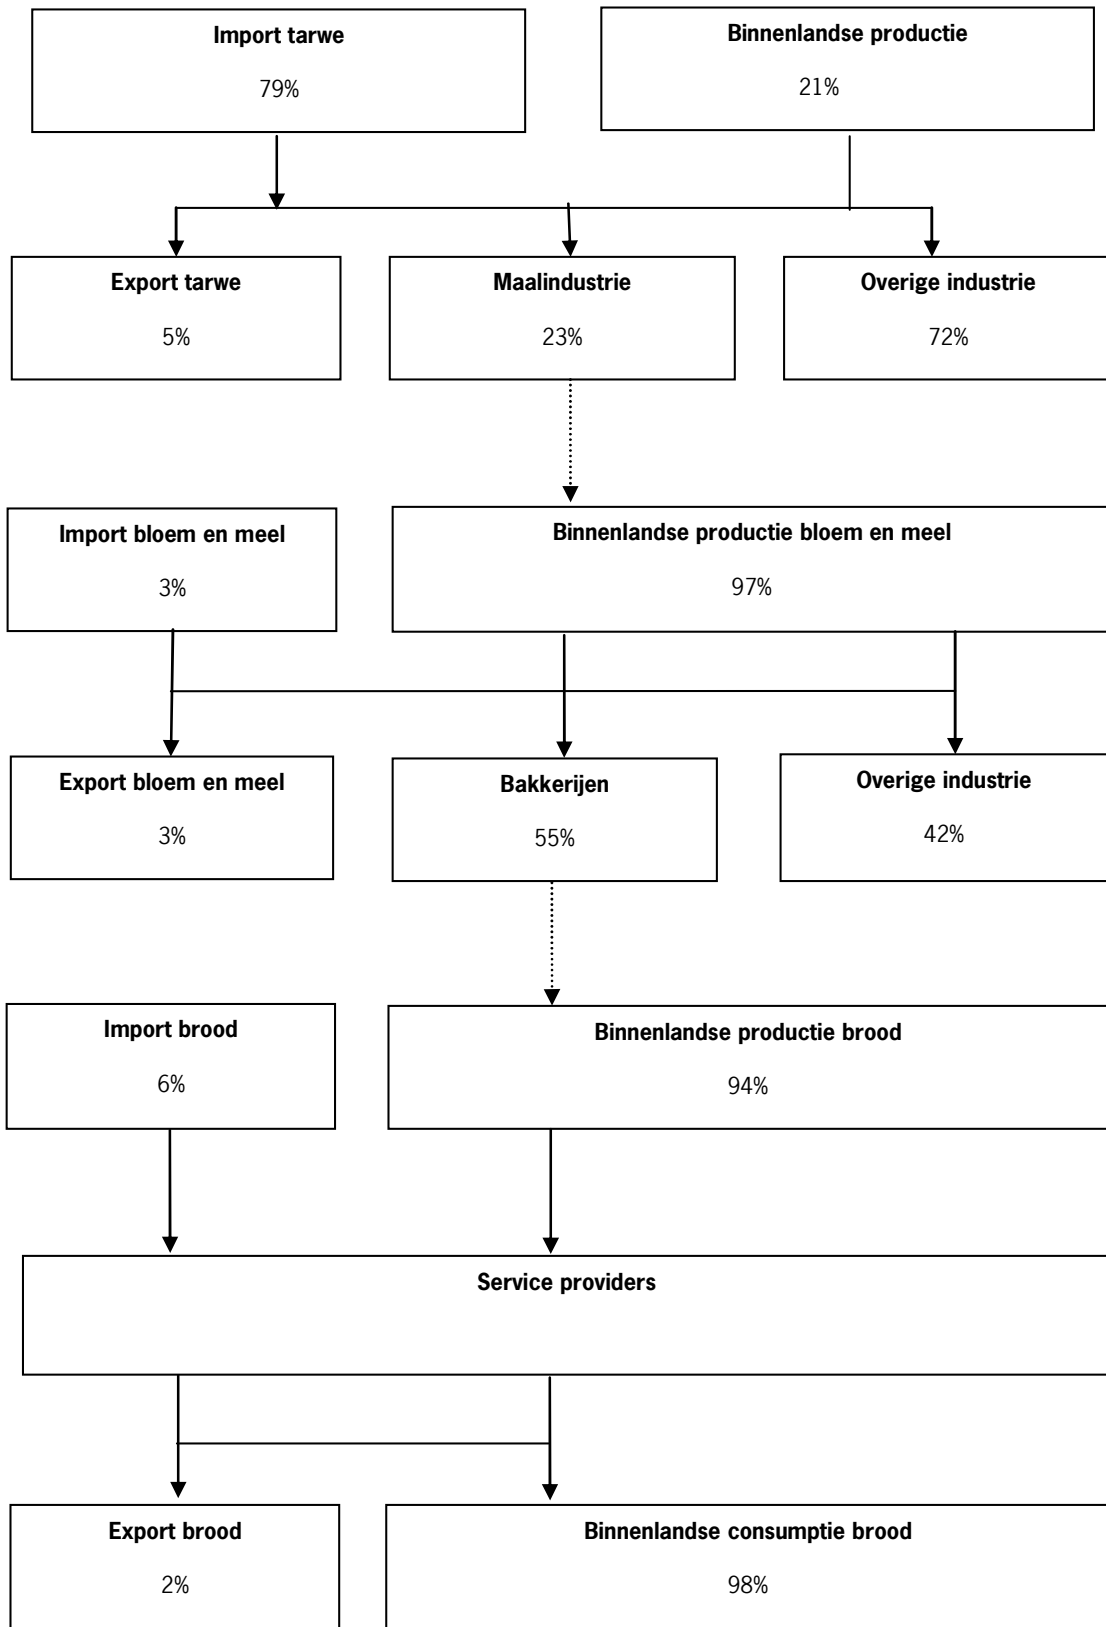 Import tarwe
79%
Binnenlandse productie
21%
Export tarwe
5%
Maalindustrie
23%
Overige industrie
72%
Import bloem en meel
3%
Binnenlandse productie bloem en meel
97%
Export bloem en meel
3%
Bakkerijen
55%
Overige industrie
42%
Import brood
6%
Binnenlandse productie brood
94%
Service providers
Export brood
2%
Binnenlandse consumptie brood
98%